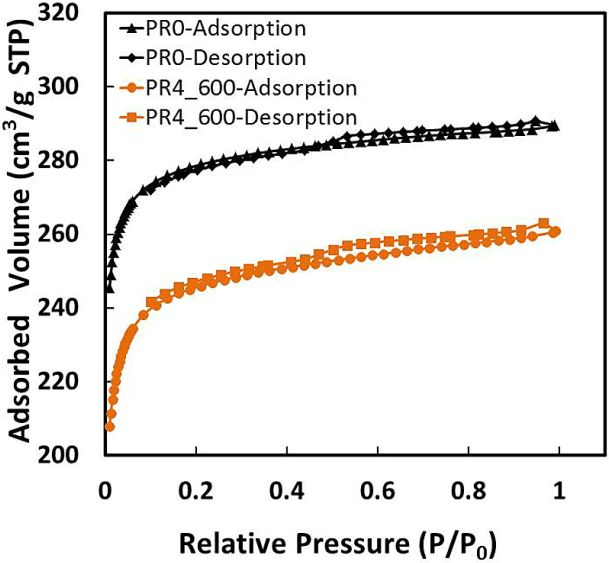 PR0-Adsorption
PR0-Desorption
PR4_600-Adsorption
PR4_600-Desorption
Adsorbed Volume (cm³/g STP)
320
300
280
260
240
220
200
0 0.2 0.4 0.6 0.8 1
Relative Pressure (P/P₀)